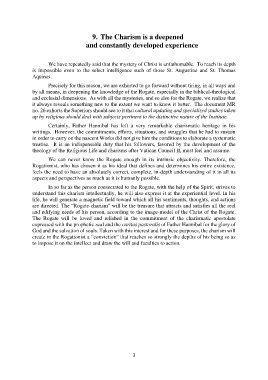 9. The Charism is a deepened
and constantly developed experience
We have repeatedly said that the mystery of Christ is unfathomable. To reach its depth
is impossible even to the select intelligence such of those St. Augustine and St. Thomas
Aquinas.
Precisely for this reason, we are exhorted to go forward without tiring, in all ways and
by all means, in deepening the knowledge of the Rogate, especially in the biblical-theological
and ecclesial dimensions. As with all the mysteries, and so also for the Rogate, we realize that
it always reveals something new to the extent we want to know it better. The document MR
no. 26 exhorts the Superiors should see to it that cultural updating and specialized studies taken
up by religious should deal with subjects pertinent to the distinctive nature of the Institute.
Certainly, Father Hannibal has left a very remarkable charismatic heritage in his
writings. However, the commitments, efforts, situations, and struggles that he had to sustain
in order to carry on the nascent Works did not give him the conditions to elaborate a systematic
treatise. It is an indispensable duty that his followers, favored by the development of the
theology of the Religious Life and charisms after Vatican Council II, must feel and assume.
We can never know the Rogate enough in its intrinsic objectivity. Therefore, the
Rogationist, who has chosen it as his ideal that defines and determines his entire existence,
feels the need to have an absolutely correct, complete, in-depth understanding of it in all its
aspects and perspectives as much as it is humanly possible.
In so far as the person consecrated to the Rogate, with the help of the Spirit, strives to
understand this charism intellectually, he will also express it at the experiential level. In his
life, he will generate a magnetic field toward which all his sentiments, thoughts, and actions
are directed. The "Rogate-charism" will be the treasure that attracts and satisfies all the real
and edifying needs of his person, according to the image-model of the Christ of the Rogate.
The Rogate will be loved and relished in the commitment of the charismatic apostolate
expressed with the prophetic zeal and the caritas pastoralis of Father Hannibal for the glory of
God and the salvation of souls. Taken with this interest and for these purposes, the charism will
create in the Rogationist a "conviction" that reaches so strongly the depths of his being so as
to impose it on the intellect and draw the will and faculties to action.
3